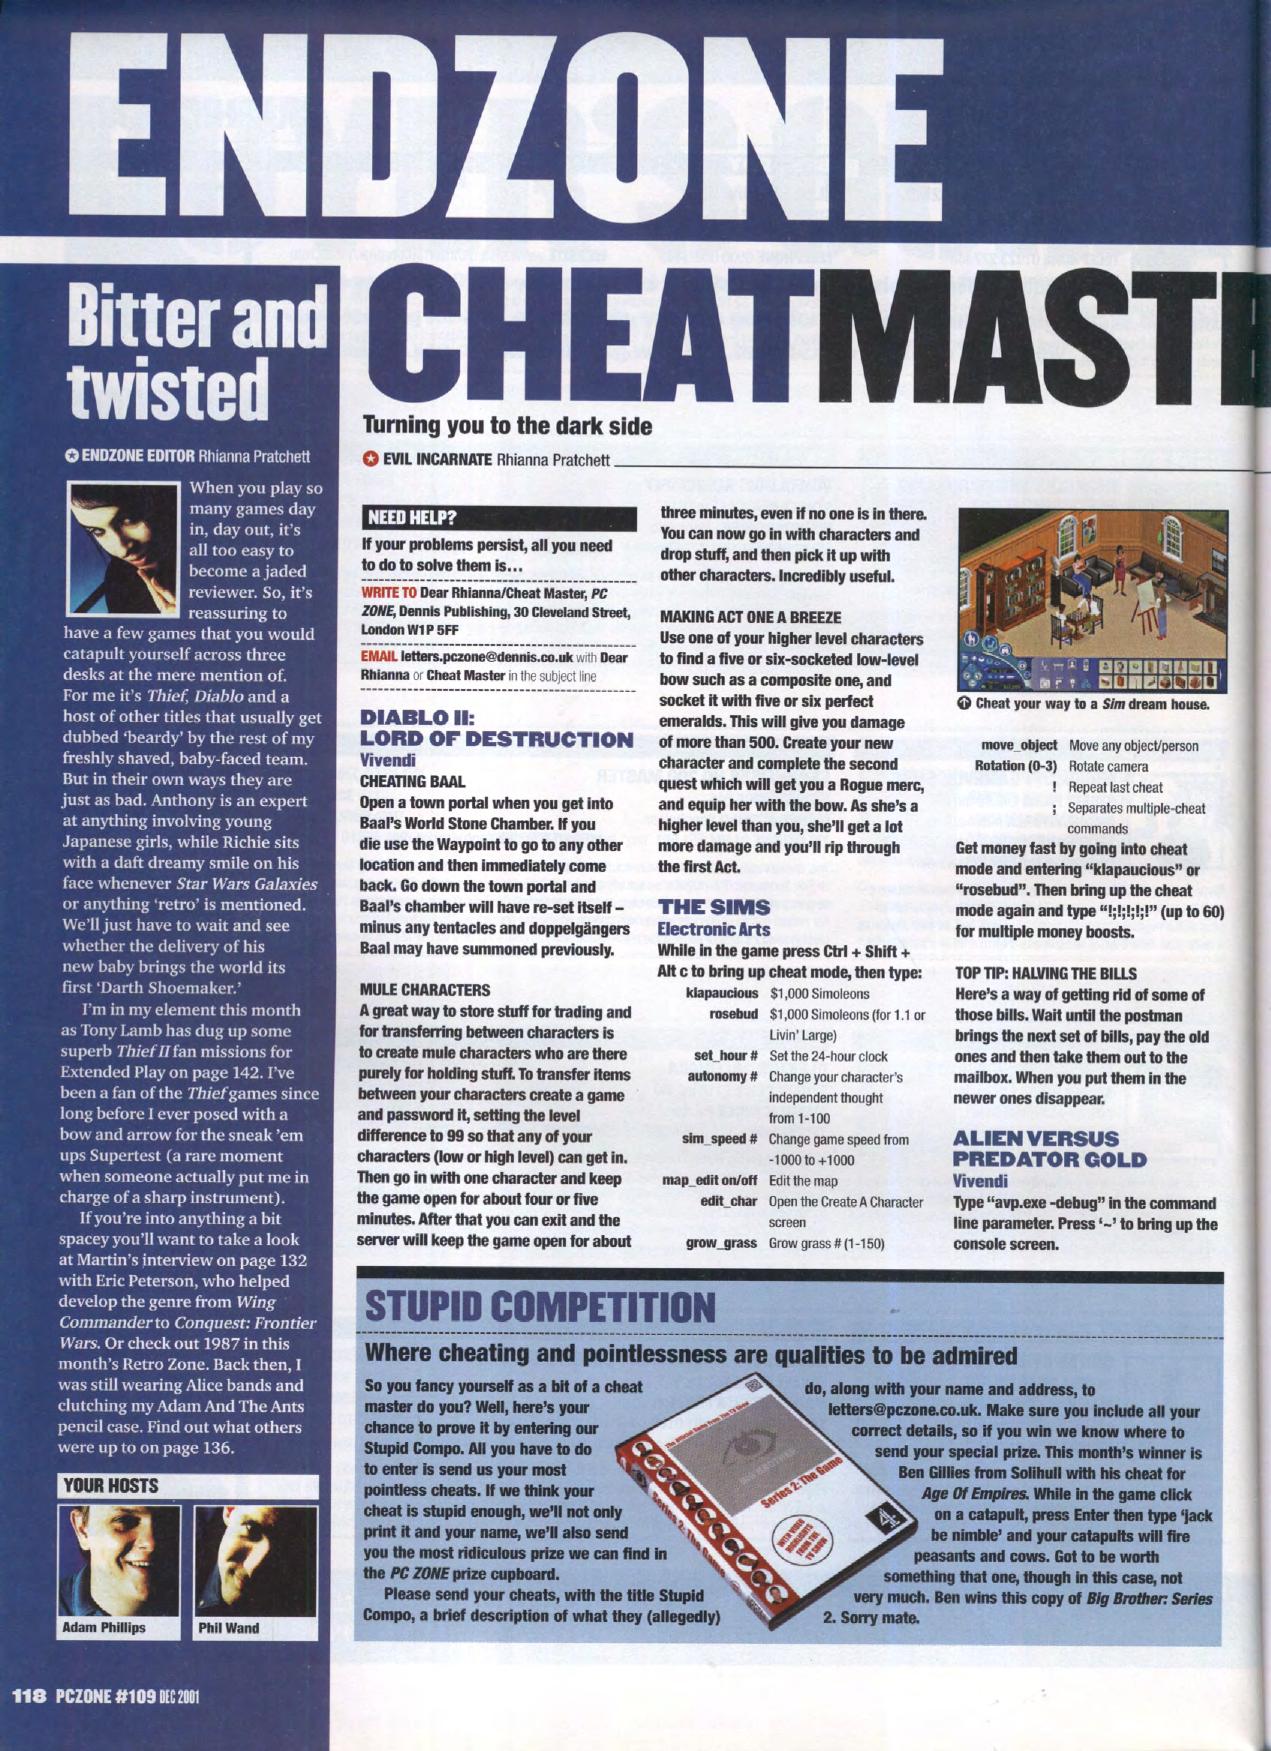 ENDZONE
Bitter and
twisted
ENDZONE EDITOR Rhianna Pratchett
When you play so
many games day
in, day out, it's
all too easy to
become a jaded
reviewer. So, it's
reassuring to
have a few games that you would
catapult yourself across three
desks at the mere mention of.
For me it's Thief, Diablo and a
host of other titles that usually get
dubbed 'beardy' by the rest of my
freshly shaved, baby-faced team.
But in their own ways they are
just as bad. Anthony is an expert
at anything involving young
Japanese girls, while Richie sits
with a daft dreamy smile on his
face whenever Star Wars Galaxies
or anything 'retro' is mentioned.
We'll just have to wait and see
whether the delivery of his
new baby brings the world its
first 'Darth Shoemaker.'
I'm in my element this month
as Tony Lamb has dug up some
superb Thief II fan missions for
Extended Play on page 142. I've
been a fan of the Thief games since
long before I ever posed with a
bow and arrow for the sneak 'em
ups Supertest (a rare moment
when someone actually put me in
charge of a sharp instrument).
If you're into anything a bit
spacey you'll want to take a look
at Martin's interview on page 132
with Eric Peterson, who helped
develop the genre from Wing
Commander to Conquest: Frontier
Wars. Or check out 1987 in this
month's Retro Zone. Back then, I
was still wearing Alice bands and
clutching my Adam And The Ants
pencil case. Find out what others
were up to on page 136.
YOUR HOSTS
Adam Phillips
Phil Wand
CHEATMAST
Turning you to the dark side
EVIL INCARNATE Rhianna Pratchett
NEED HELP?
If your problems persist, all you need
to do to solve them is...
WRITE TO Dear Rhianna/Cheat Master, PC
ZONE, Dennis Publishing, 30 Cleveland Street,
London W1P 5FF
EMAIL letters.pczone@dennis.co.uk with Dear
Rhianna or Cheat Master in the subject line
DIABLO II:
LORD OF DESTRUCTION
Vivendi
CHEATING BAAL
Open a town portal when you get into
Baal's World Stone Chamber. If you
die use the Waypoint to go to any other
location and then immediately come
back. Go down the town portal and
Baal's chamber will have re-set itself –
minus any tentacles and doppelgängers
Baal may have summoned previously.
MULE CHARACTERS
A great way to store stuff for trading and
for transferring between characters is
to create mule characters who are there
purely for holding stuff. To transfer items
between your characters create a game
and password it, setting the level
difference to 99 so that any of your
characters (low or high level) can get in.
Then go in with one character and keep
the game open for about four or five
minutes. After that you can exit and the
server will keep the game open for about
three minutes, even if no one is in there.
You can now go in with characters and
drop stuff, and then pick it up with
other characters. Incredibly useful.
MAKING ACT ONE A BREEZE
Use one of your higher level characters
to find a five or six-socketed low-level
bow such as a composite one, and
socket it with five or six perfect
emeralds. This will give you damage
of more than 500. Create your new
character and complete the second
quest which will get you a Rogue merc,
and equip her with the bow. As she's a
higher level than you, she'll get a lot
more damage and you'll rip through
the first Act.
THE SIMS
Electronic Arts
While in the game press Ctrl + Shift +
Alt c to bring up cheat mode, then type:
klapaucious $1,000 Simoleons
rosebud $1,000 Simoleons (for 1.1 or
Livin' Large)
set_hour # Set the 24-hour clock
autonomy # Change your character's
independent thought
from 1-100
sim_speed # Change game speed from
-1000 to +1000
map_edit on/off Edit the map
edit_char Open the Create A Character
screen
grow_grass Grow grass # (1-150)
Cheat your way to a Sim dream house.
move_object Move any object/person
Rotation (0-3) Rotate camera
! Repeat last cheat
; Separates multiple-cheat
commands
Get money fast by going into cheat
mode and entering "klapaucious" or
"rosebud". Then bring up the cheat
mode again and type "!;!;!;!;!" (up to 60)
for multiple money boosts.
TOP TIP: HALVING THE BILLS
Here's a way of getting rid of some of
those bills. Wait until the postman
brings the next set of bills, pay the old
ones and then take them out to the
mailbox. When you put them in the
newer ones disappear.
ALIEN VERSUS
PREDATOR GOLD
Vivendi
Type "avp.exe -debug" in the command
line parameter. Press '~' to bring up the
console screen.
STUPID COMPETITION
Where cheating and pointlessness are qualities to be admired
So you fancy yourself as a bit of a cheat
master do you? Well, here's your
chance to prove it by entering our
Stupid Compo. All you have to do
to enter is send us your most
pointless cheats. If we think your
cheat is stupid enough, we'll not only
print it and your name, we'll also send
you the most ridiculous prize we can find in
the PC ZONE prize cupboard.
Please send your cheats, with the title Stupid
Compo, a brief description of what they (allegedly)
The Official Game From The TV Show
Series 2: The Game
Series 2: The Game
WITH VIDEO
HIGHLIGHTS
FROM THE
TV SHOW
4
do, along with your name and address, to
letters@pczone.co.uk. Make sure you include all your
correct details, so if you win we know where to
send your special prize. This month's winner is
Ben Gillies from Solihull with his cheat for
Age Of Empires. While in the game click
on a catapult, press Enter then type 'jack
be nimble' and your catapults will fire
peasants and cows. Got to be worth
something that one, though in this case, not
very much. Ben wins this copy of Big Brother: Series
2. Sorry mate.
118 PCZONE #109 DEC 2001